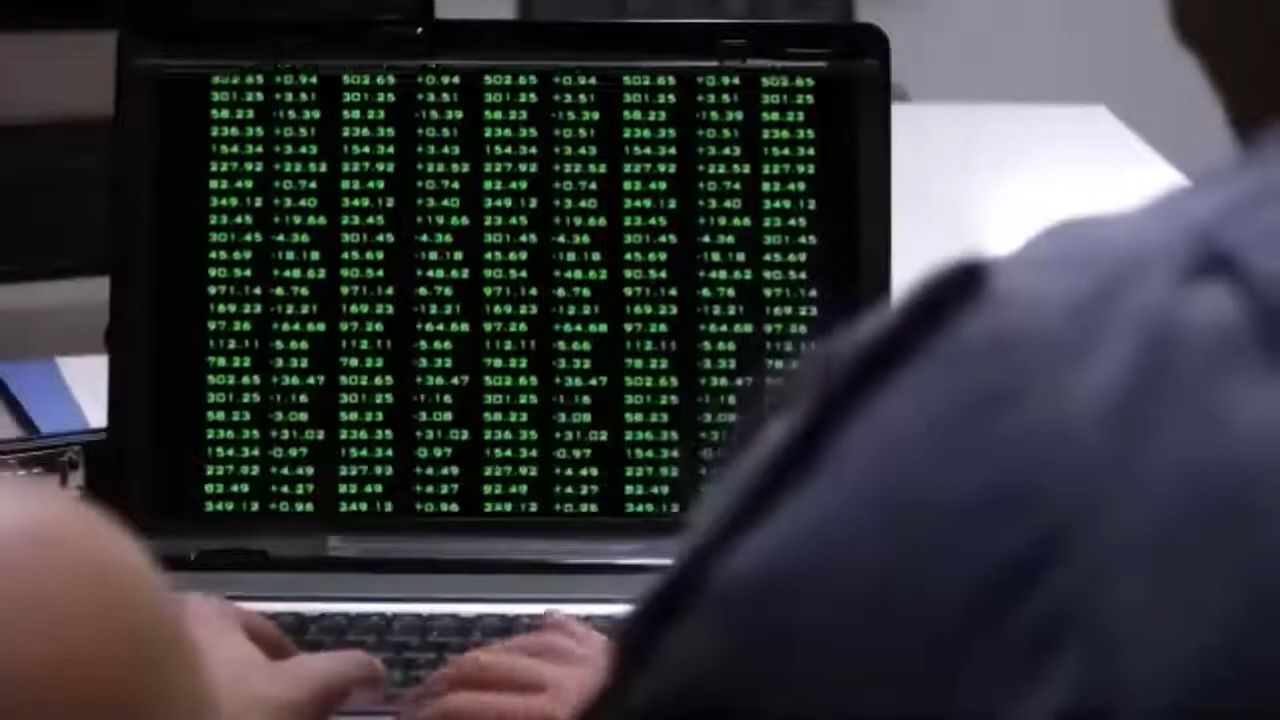 502.65 +0.94 502.65 +0.94 502.65 +0.94 502.65 +0.94 502.65
301.25 +3.51 301.25 +3.51 301.25 +3.51 301.25 +3.51 301.25
58.23 -15.39 58.23 -15.39 58.23 -15.39 58.23 -15.39 58.23
236.35 +0.51 236.35 +0.51 236.35 +0.51 236.35 +0.51 236.35
154.34 +3.43 154.34 +3.43 154.34 +3.43 154.34 +3.43 154.34
227.92 +22.52 227.92 +22.52 227.92 +22.52 227.92 +22.52 227.92
82.49 +0.74 82.49 +0.74 82.49 +0.74 82.49 +0.74 82.49
349.12 +3.40 349.12 +3.40 349.12 +3.40 349.12 +3.40 349.12
23.45 +19.66 23.45 +19.66 23.45 +19.66 23.45 +19.66 23.45
301.45 -4.36 301.45 -4.36 301.45 -4.36 301.45 -4.36 301.45
45.69 -18.18 45.69 -18.18 45.69 -18.18 45.69 -18.18 45.69
90.54 +48.62 90.54 +48.62 90.54 +48.62 90.54 +48.62 90.54
971.14 -6.76 971.14 -6.76 971.14 -6.76 971.14 -6.76 971.14
169.23 -12.21 169.23 -12.21 169.23 -12.21 169.23 -12.21 169.23
97.26 +64.68 97.26 +64.68 97.26 +64.68 97.26 +64.68 97.26
112.11 -5.66 112.11 -5.66 112.11 -5.66 112.11 -5.66 112.11
78.22 -3.32 78.22 -3.32 78.22 -3.32 78.22 -3.32
502.65 +36.47 502.65 +36.47 502.65 +36.47 502.65 +36.47
301.25 -1.16 301.25 -1.16 301.25 -1.16 301.25 -1.16
58.23 -3.08 58.23 -3.08 58.23 -3.08 58.23 -3.08
236.35 +31.02 236.35 +31.02 236.35 +31.02 236.35
154.34 -0.97 154.34 -0.97 154.34 -0.97 154.34
227.92 +4.49 227.92 +4.49 227.92 +4.49 227.92
82.49 +4.27 82.49 +4.27 82.49 +4.27 82.49
349.12 +0.96 349.12 +0.96 349.12 +0.96 349.12